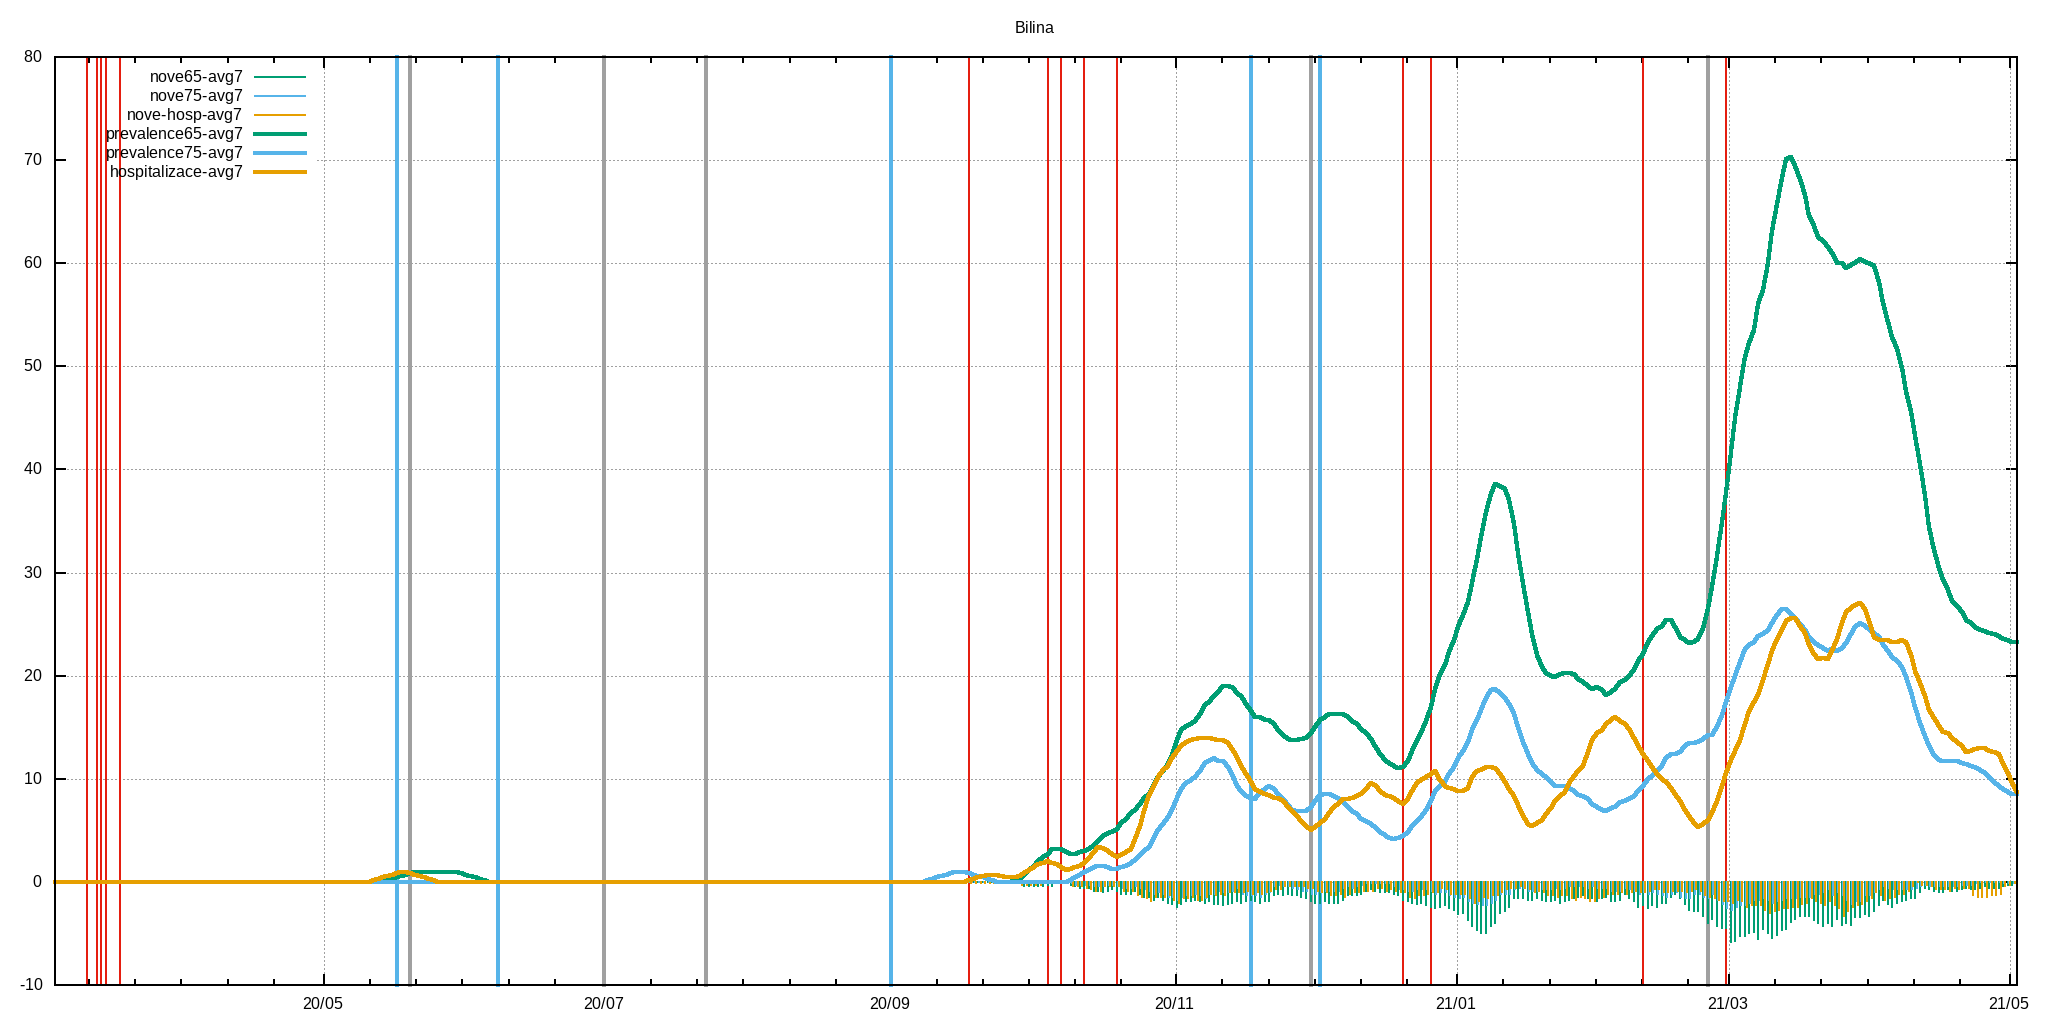 Bilina
80
70
60
50
40
30
20
10
0
-10
nove65-avg7
nove75-avg7
nove-hosp-avg7
prevalence65-avg7
prevalence75-avg7
hospitalizace-avg7
20/05 20/07 20/09 20/11 21/01 21/03 21/05